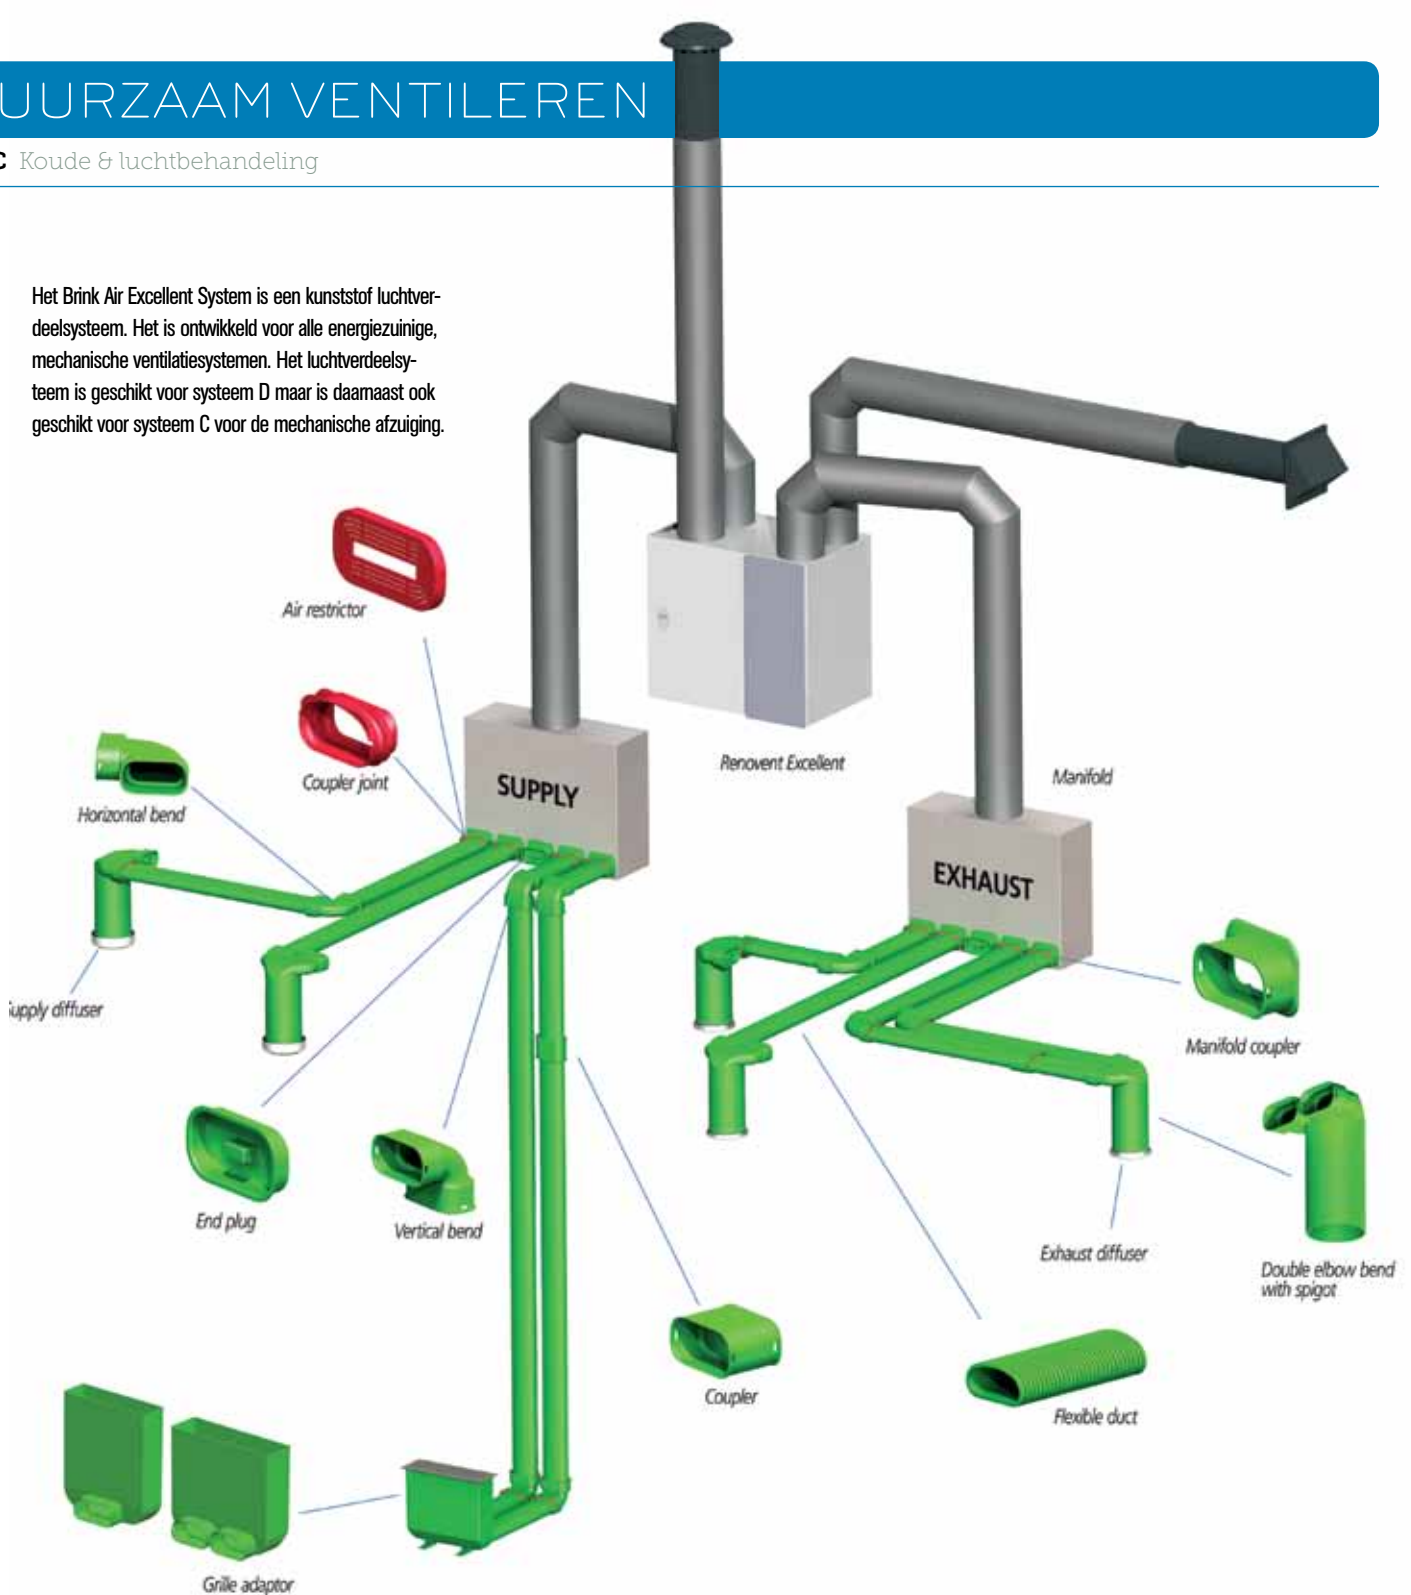 UURZAAM VENTILEREN
C Koude & luchtbehandeling
Het Brink Air Excellent System is een kunststof luchtver-
deelsysteem. Het is ontwikkeld voor alle energiezuinige,
mechanische ventilatiesystemen. Het luchtverdeelsy-
teem is geschikt voor systeem D maar is daarnaast ook
geschikt voor systeem C voor de mechanische afzuiging.
Air restrictor
Coupler joint
Horizontal bend
SUPPLY
Renovent Excellent
Manifold
EXHAUST
upply diffuser
Manifold coupler
End plug
Vertical bend
Exhaust diffuser
Double elbow bend
with spigot
Coupler
Flexible duct
Grille adaptor